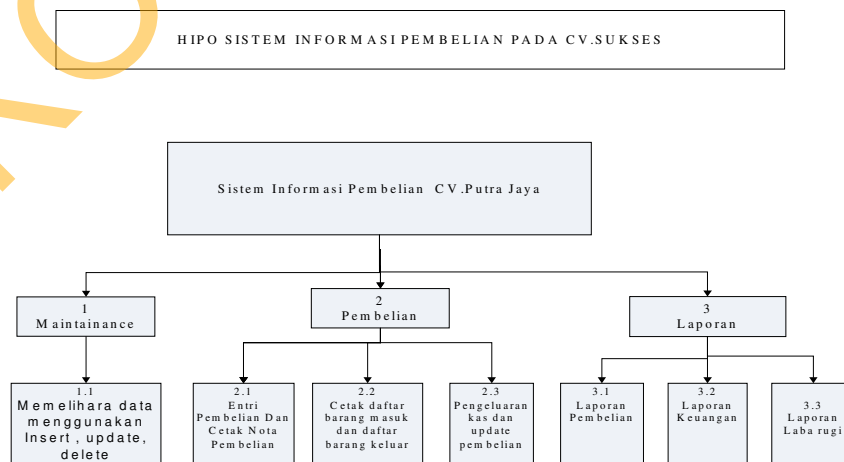 HIPO SISTEM INFORMASI PEMBELIAN PADA CV.SUKSES
Sistem Informasi Pembelian CV.Putra Jaya
1
Maintainance
2
Pembelian
3
Laporan
1.1
Memelihara data
menggunakan
Insert , update,
delete
2.1
Entri
Pembelian Dan
Cetak Nota
Pembelian
2.2
Cetak daftar
barang masuk
dan daftar
barang keluar
2.3
Pengeluaran
kas dan
update
pembelian
3.1
Laporan
Pembelian
3.2
Laporan
Keuangan
3.3
Laporan
Laba rugi